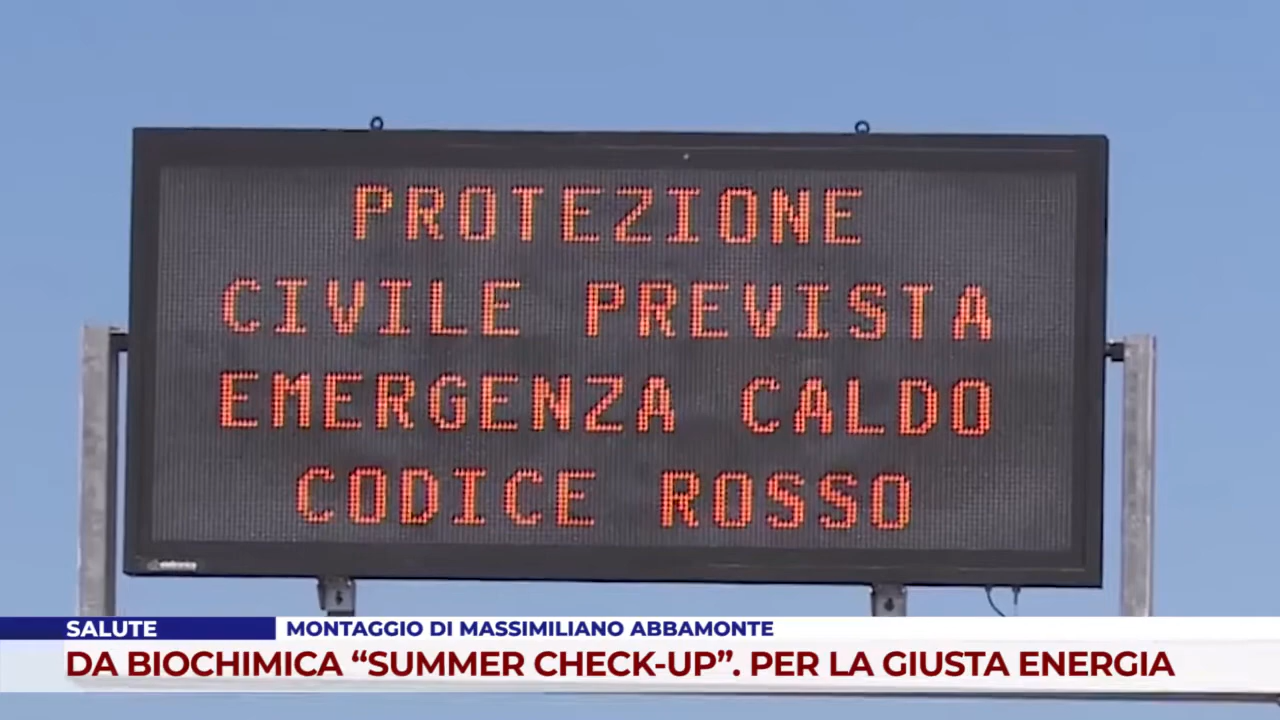 PROTEZIONE
CIVILE PREVISTA
EMERGENZA CALDO
CODICE ROSSO
SALUTE
MONTAGGIO DI MASSIMILIANO ABBAMONTE
DA BIOCHIMICA “SUMMER CHECK-UP”. PER LA GIUSTA ENERGIA